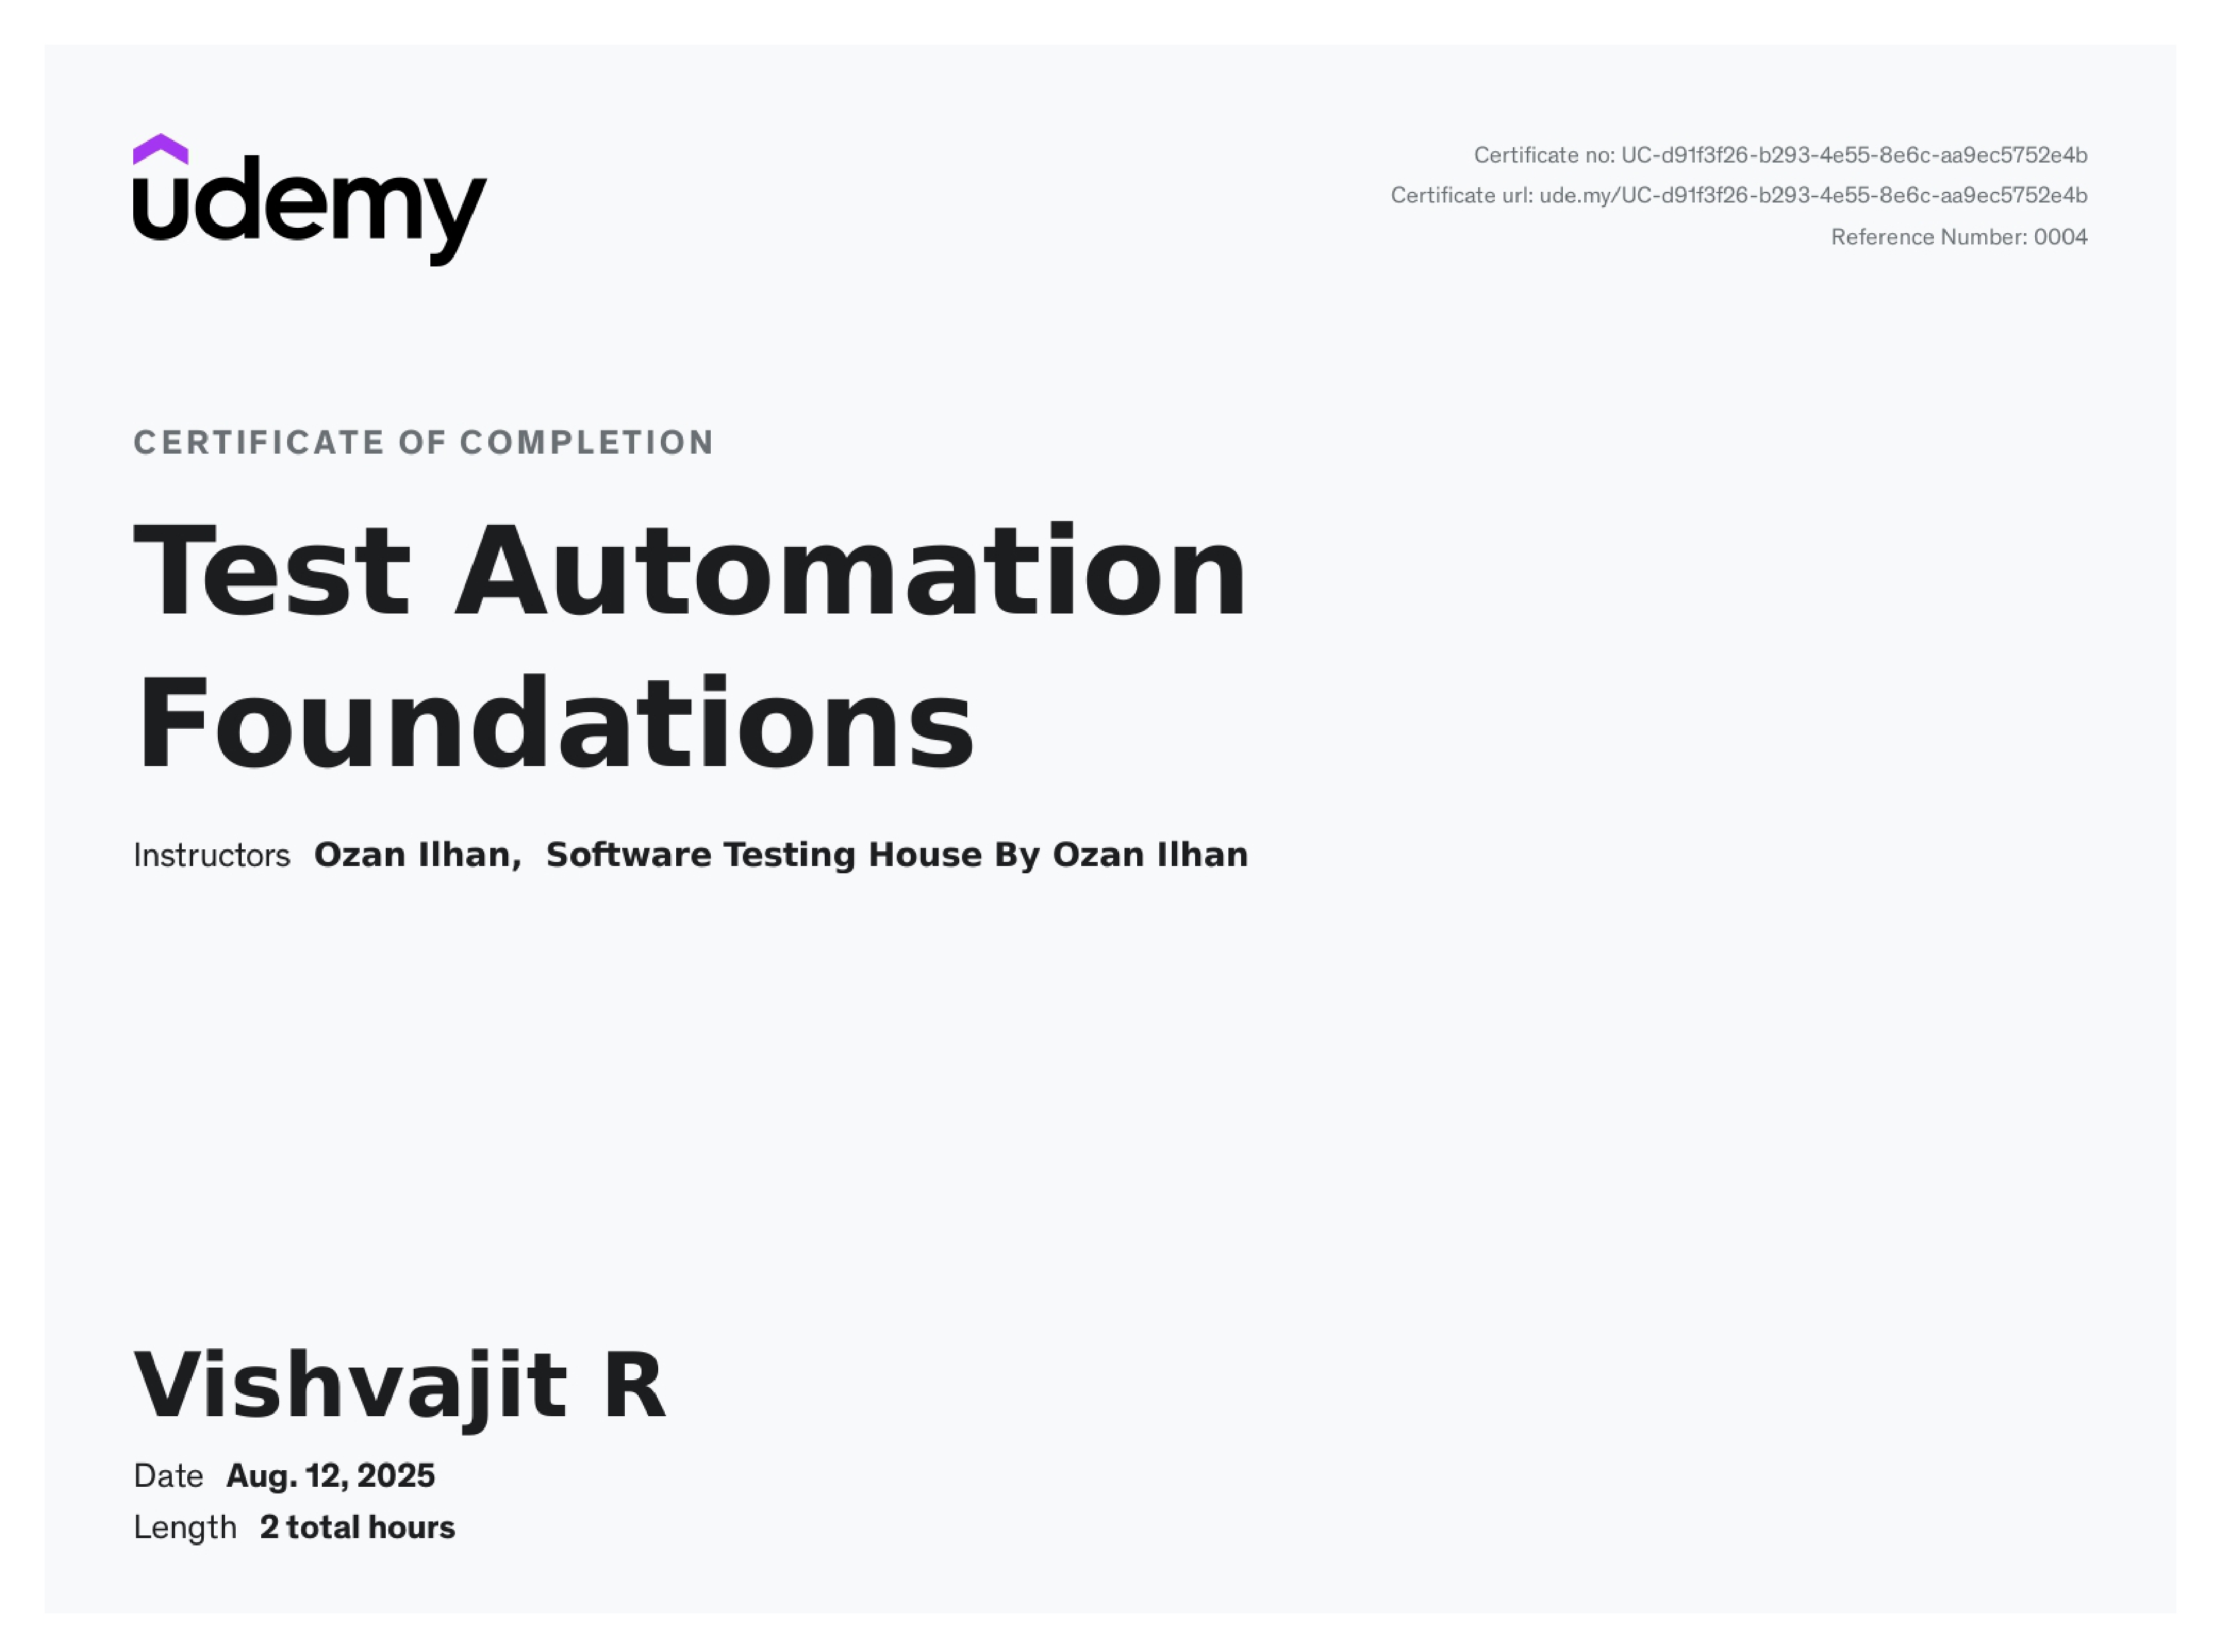 udemy
Certificate no: UC-d91f3f26-b293-4e55-8e6c-aa9ec5752e4b
Certificate url: ude.my/UC-d91f3f26-b293-4e55-8e6c-aa9ec5752e4b
Reference Number: 0004
CERTIFICATE OF COMPLETION
Test Automation
Foundations
Instructors Ozan Ilhan, Software Testing House By Ozan Ilhan
Vishvajit R
Date Aug. 12, 2025
Length 2 total hours